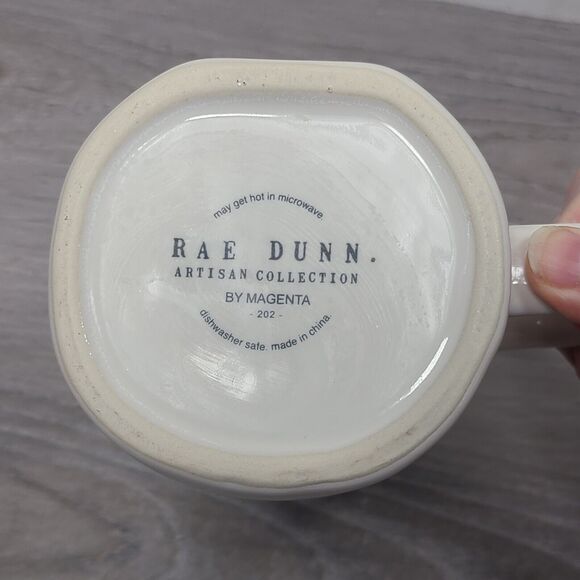 may get hot in microwave.
RAE DUNN.
ARTISAN COLLECTION
BY MAGENTA
- 202 -
dishwasher safe. made in china.